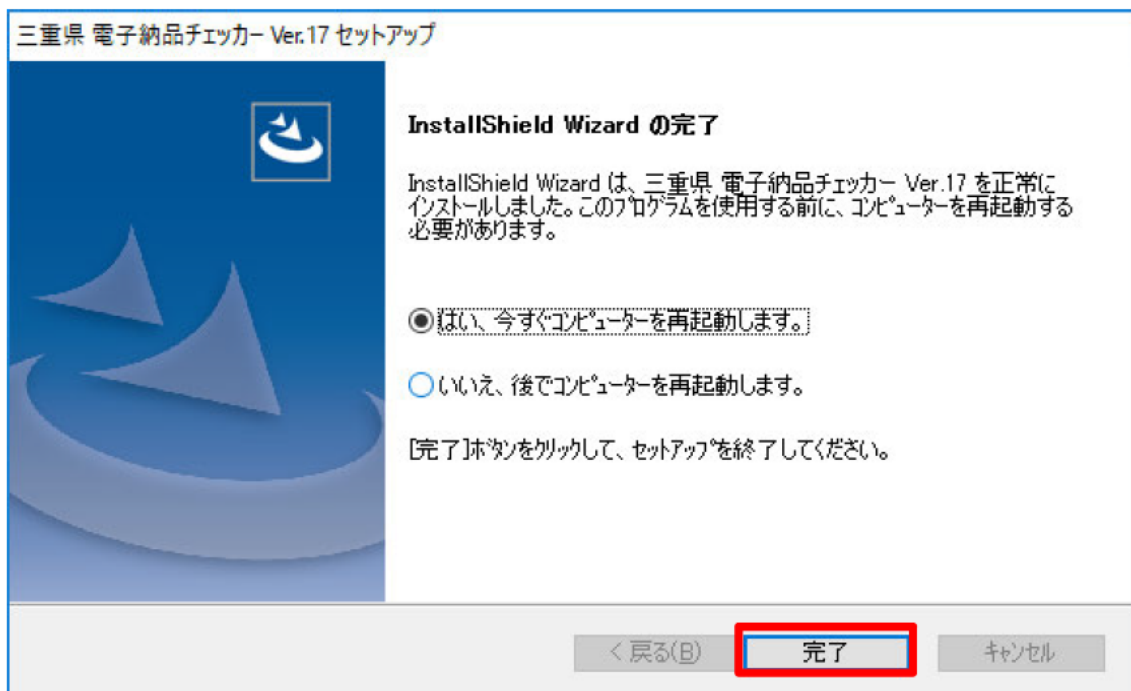 三重県 電子納品チェッカー Ver.17 セットアップ
InstallShield Wizard の完了
InstallShield Wizard は、三重県 電子納品チェッカー Ver.17 を正常に
インストールしました。このプログラムを使用する前に、コンピューターを再起動する
必要があります。
はい、今すぐコンピューターを再起動します。
いいえ、後でコンピューターを再起動します。
[完了]ボタンをクリックして、セットアップを終了してください。
< 戻る(B)
完了
キャンセル